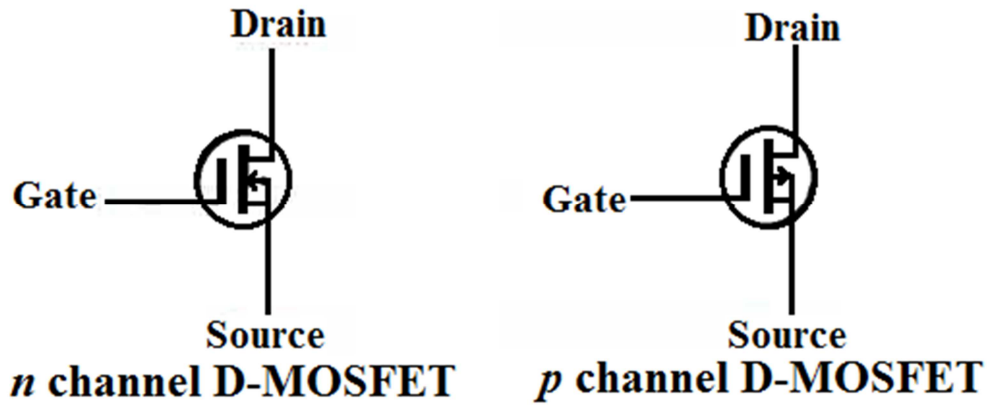 Drain
Gate
Source
n channel D-MOSFET
Drain
Gate
Source
p channel D-MOSFET